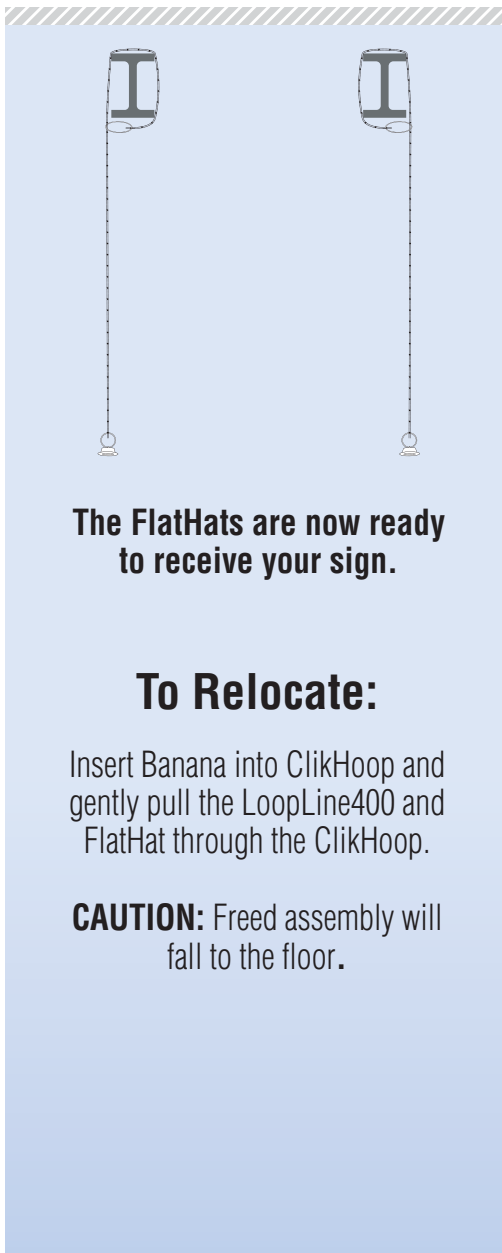 The FlatHats are now ready
to receive your sign.
To Relocate:
Insert Banana into ClikHoop and
gently pull the LoopLine400 and
FlatHat through the ClikHoop.
CAUTION: Freed assembly will
fall to the floor.